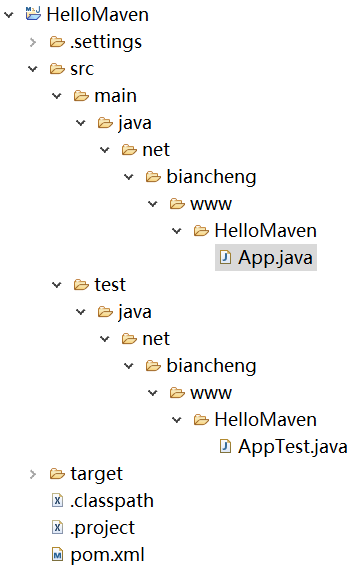 HelloMaven
.settings
src
main
java
net
biancheng
www
HelloMaven
App.java
test
java
net
biancheng
www
HelloMaven
AppTest.java
target
.classpath
.project
pom.xml